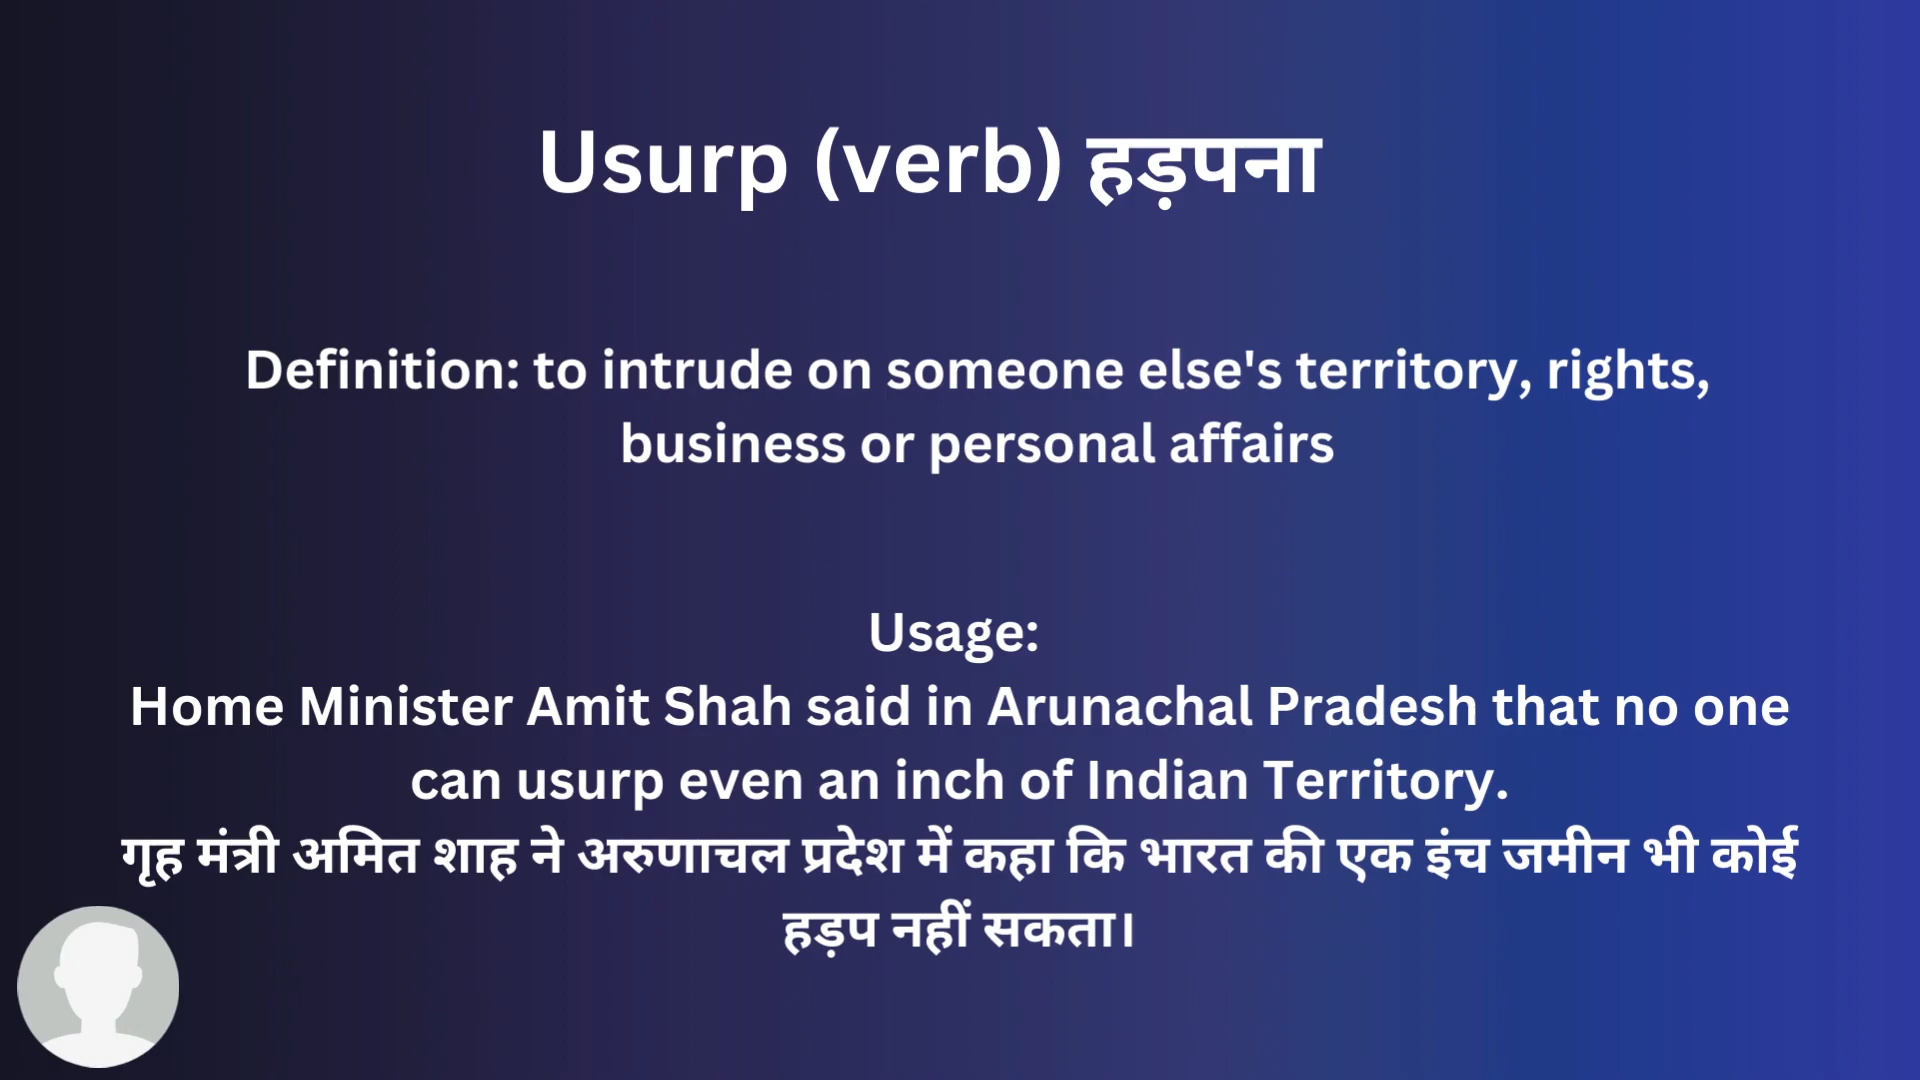 Usurp (verb) हड़पना
Definition: to intrude on someone else's territory, rights,
business or personal affairs
Usage:
Home Minister Amit Shah said in Arunachal Pradesh that no one
can usurp even an inch of Indian Territory.
गृह मंत्री अमित शाह ने अरुणाचल प्रदेश में कहा कि भारत की एक इंच जमीन भी कोई
हड़प नहीं सकता।